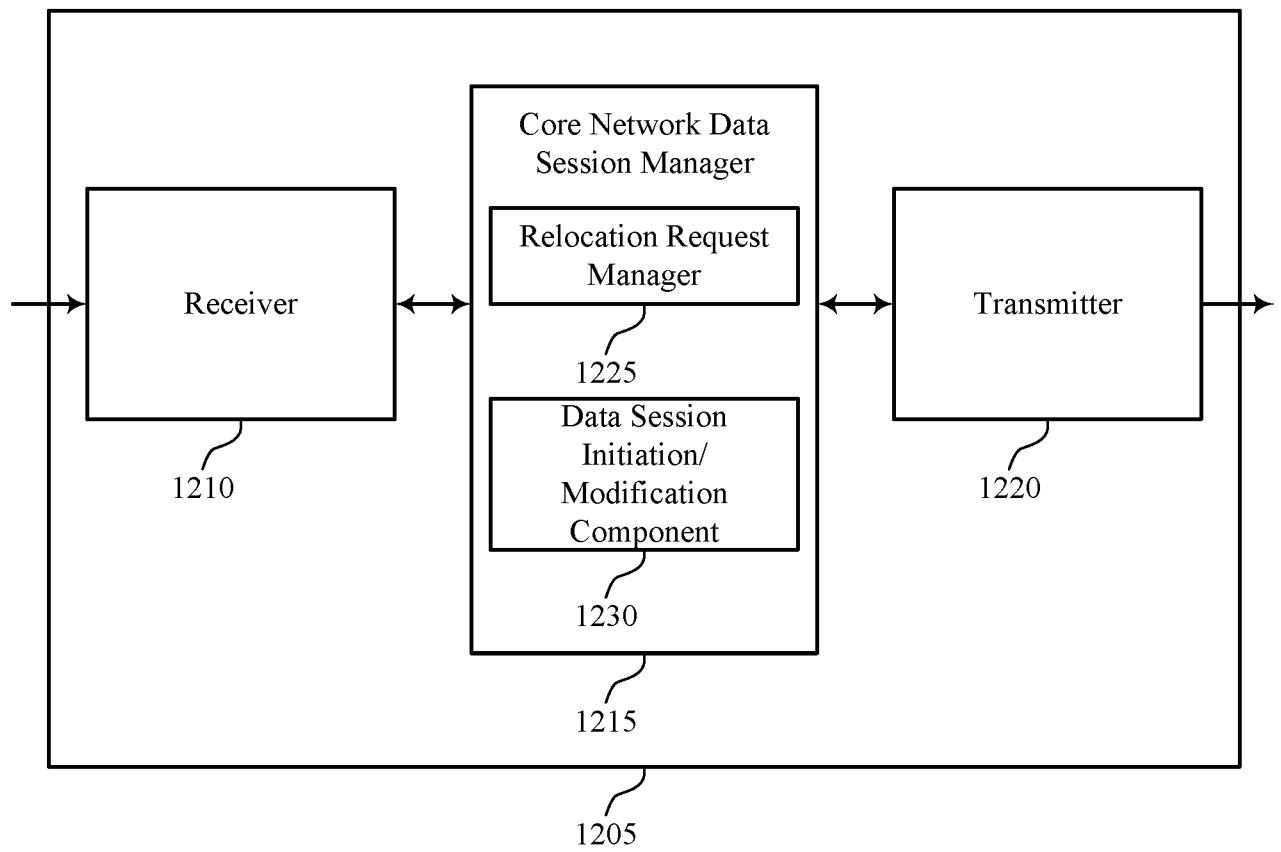 Core Network Data
Session Manager
Receiver
Relocation Request
Manager
Transmitter
1225
Data Session
Initiation/
Modification
Component
1210
1220
1230
1215
1205